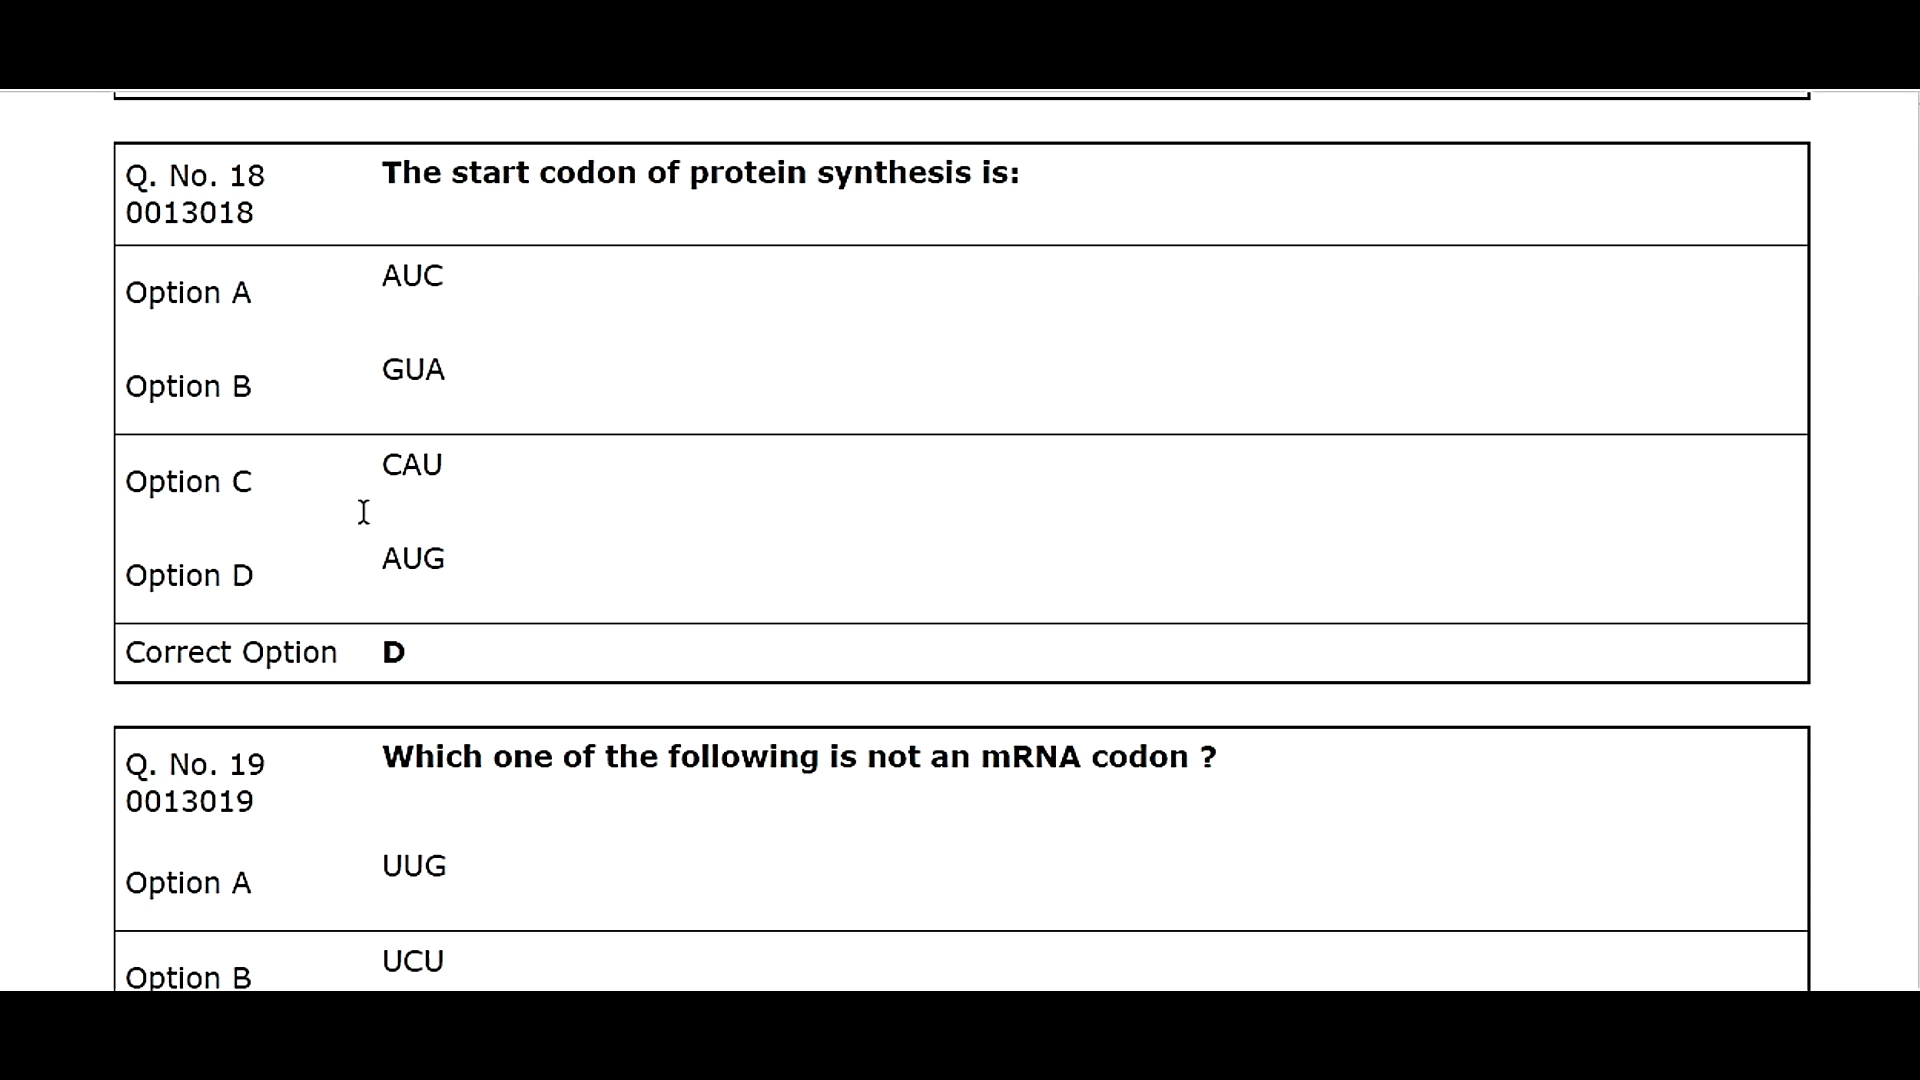 Q. No. 18 The start codon of protein synthesis is:
0013018
Option A AUC
Option B GUA
Option C CAU
Option D AUG
Correct Option D
Q. No. 19 Which one of the following is not an mRNA codon ?
0013019
Option A UUG
Option B UCU